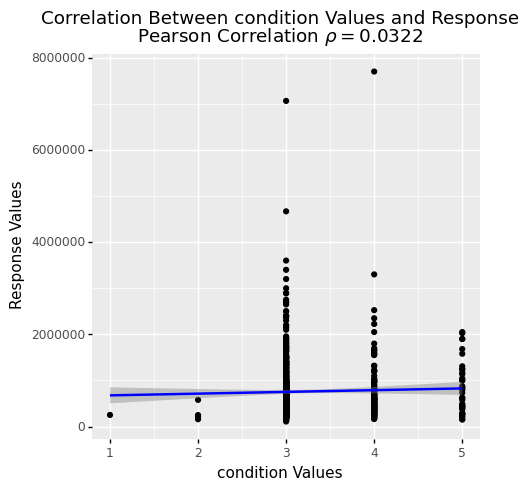 Correlation Between condition Values and Response
Pearson Correlation ρ = 0.0322
8000000
6000000
4000000
2000000
0
Response Values
1 2 3 4 5
condition Values